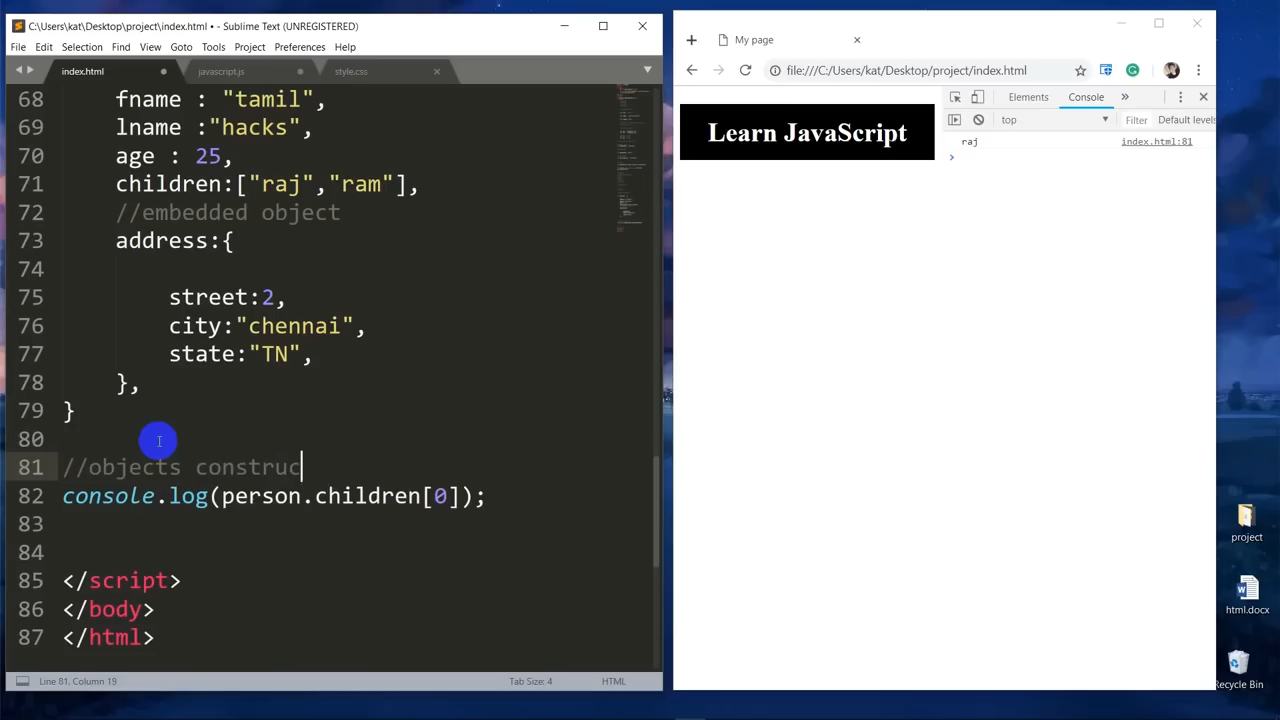 C:\Users\kat\Desktop\project\index.html • - Sublime Text (UNREGISTERED)
File Edit Selection Find View Goto Tools Project Preferences Help
index.html javascript.js style.css
68 fname : "tamil",
69 lname :"hacks",
70 age : 25,
71 children:["raj","ram"],
72 //embedded object
73 address:{
74
75 street:2,
76 city:"chennai",
77 state:"TN",
78 },
79 }
80
81 //objects construc
82 console.log(person.children[0]);
83
84
85 </script>
86 </body>
87 </html>
Line 81, Column 19 Tab Size: 4 HTML
My page
file:///C:/Users/kat/Desktop/project/index.html
Learn JavaScript
Elements Console »
top Filter Default levels
raj index.html:81
project
html.docx
Recycle Bin